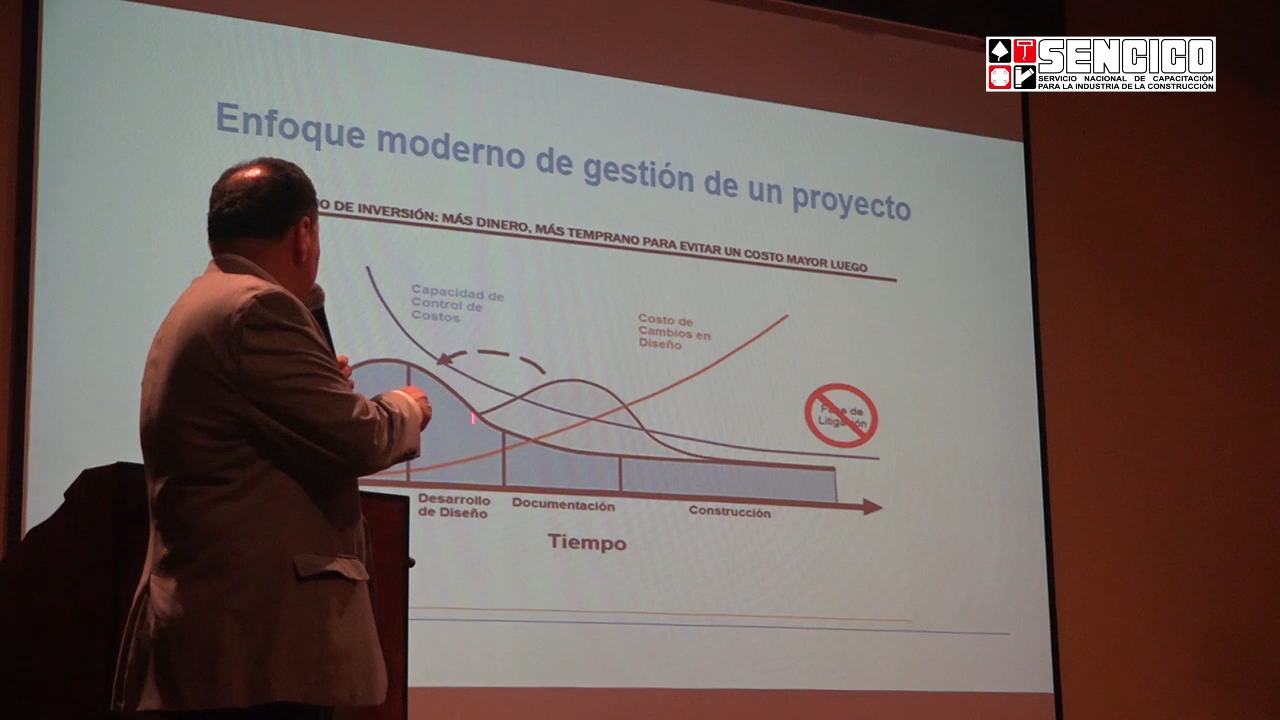 SENCICO
SERVICIO NACIONAL DE CAPACITACIÓN
PARA LA INDUSTRIA DE LA CONSTRUCCIÓN
Enfoque moderno de gestión de un proyecto
DE INVERSIÓN: MÁS DINERO, MÁS TEMPRANO PARA EVITAR UN COSTO MAYOR LUEGO
Capacidad de
Control de
Costos
Costo de
Cambios en
Diseño
de
Desarrollo
de Diseño
Documentación
Construcción
Tiempo